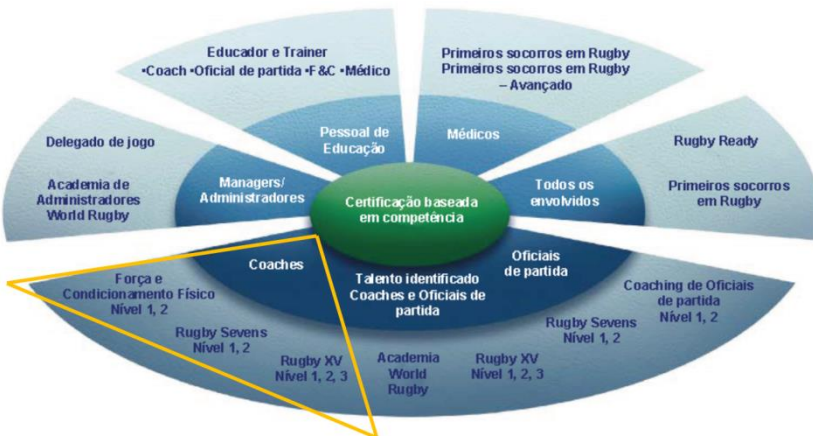 Educador e Trainer
•Coach •Oficial de partida •F&C •Médico
Primeiros socorros em Rugby
Primeiros socorros em Rugby
– Avançado
Delegado de jogo
Academia de
Administradores
World Rugby
Managers/
Administradores
Pessoal de
Educação
Médicos
Todos os
envolvidos
Rugby Ready
Primeiros socorros
em Rugby
Certificação baseada
em competência
Coaches
Talento identificado
Coaches e Oficiais de
partida
Oficiais
de partida
Força e
Condicionamento Físico
Nível 1, 2
Rugby Sevens
Nível 1, 2
Rugby XV
Nível 1, 2, 3
Academia
World
Rugby
Rugby XV
Nível 1, 2, 3
Rugby Sevens
Nível 1, 2
Coaching de Oficiais
de partida
Nível 1, 2